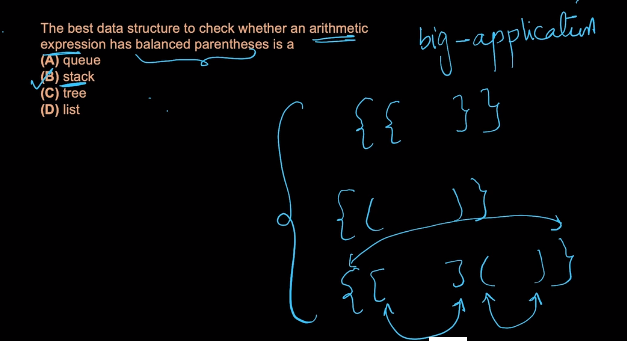 The best data structure to check whether an arithmetic
expression has balanced parentheses is a
(A) queue
(B) stack
(C) tree
(D) list
big-application
{ { } }
{ ( ) }
{ [ ] ( ) }